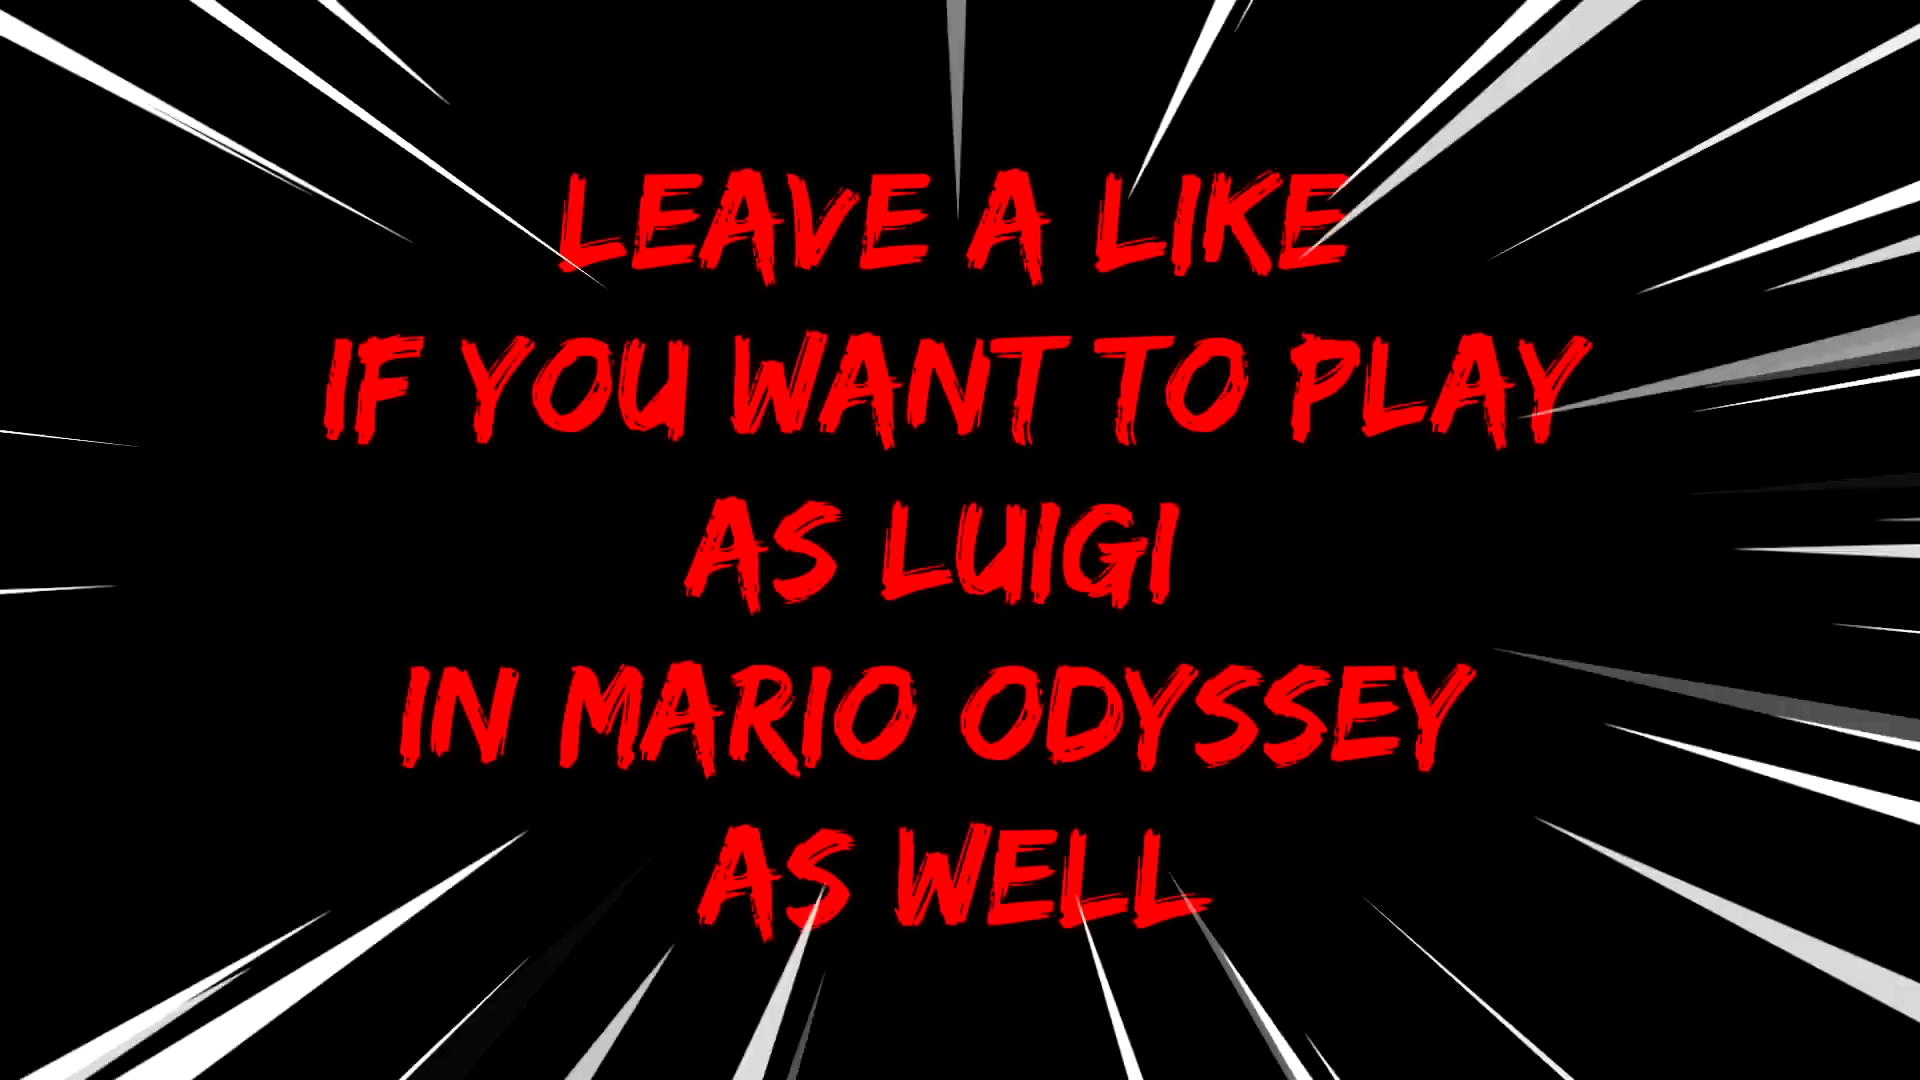 LEAVE A LIKE
IF YOU WANT TO PLAY
AS LUIGI
IN MARIO ODYSSEY
AS WELL